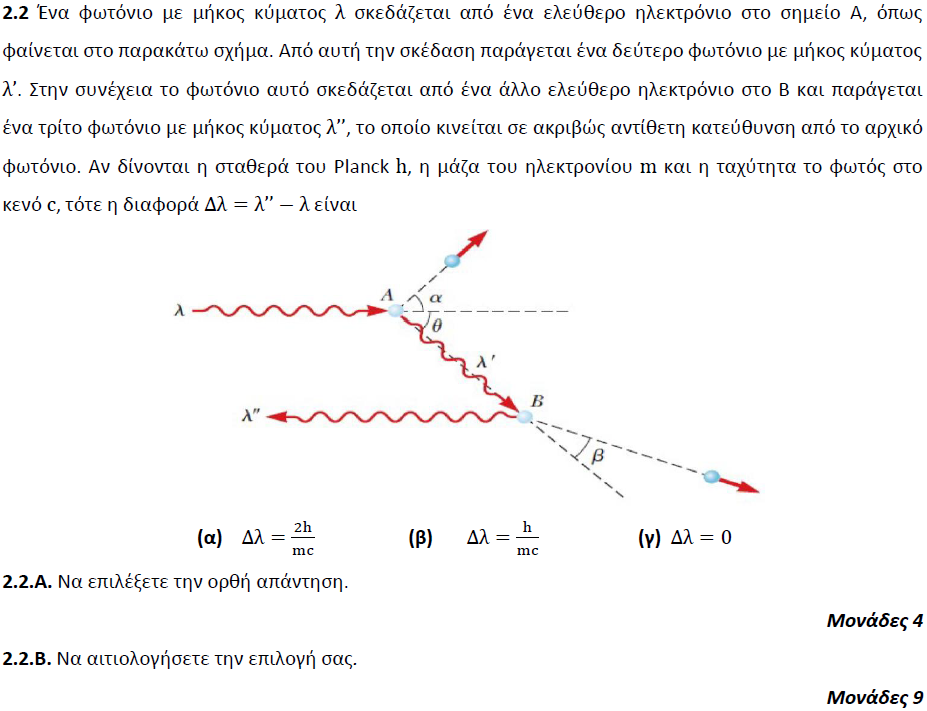 2.2 Ένα φωτόνιο με μήκος κύματος λ σκεδάζεται από ένα ελεύθερο ηλεκτρόνιο στο σημείο Α, όπως
φαίνεται στο παρακάτω σχήμα. Από αυτή την σκέδαση παράγεται ένα δεύτερο φωτόνιο με μήκος κύματος
λ’. Στην συνέχεια το φωτόνιο αυτό σκεδάζεται από ένα άλλο ελεύθερο ηλεκτρόνιο στο Β και παράγεται
ένα τρίτο φωτόνιο με μήκος κύματος λ’’, το οποίο κινείται σε ακριβώς αντίθετη κατεύθυνση από το αρχικό
φωτόνιο. Αν δίνονται η σταθερά του Planck h, η μάζα του ηλεκτρονίου m και η ταχύτητα το φωτός στο
κενό c, τότε η διαφορά Δλ = λ’’ − λ είναι
λ A α
θ
λ′
λ″ B
β
(α) Δλ = 2h/mc (β) Δλ = h/mc (γ) Δλ = 0
2.2.Α. Να επιλέξετε την ορθή απάντηση.
Μονάδες 4
2.2.Β. Να αιτιολογήσετε την επιλογή σας.
Μονάδες 9